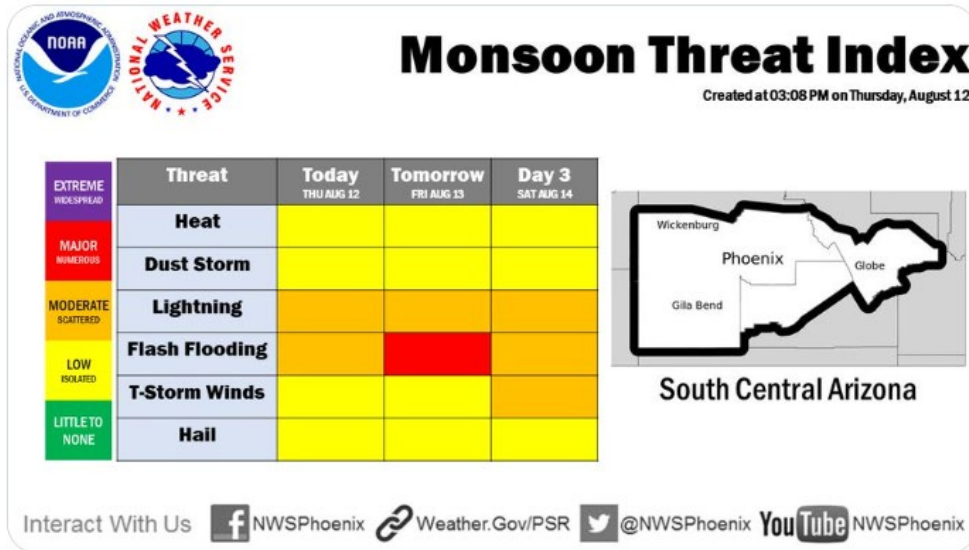 NATIONAL OCEANIC AND ATMOSPHERIC ADMINISTRATION
NOAA
U.S. DEPARTMENT OF COMMERCE
NATIONAL WEATHER SERVICE
Monsoon Threat Index
Created at 03:08 PM on Thursday, August 12
EXTREME
WIDESPREAD
MAJOR
NUMEROUS
MODERATE
SCATTERED
LOW
ISOLATED
LITTLE TO
NONE
Threat Today Tomorrow Day 3
THU AUG 12 FRI AUG 13 SAT AUG 14
Heat
Dust Storm
Lightning
Flash Flooding
T-Storm Winds
Hail
Wickenburg
Phoenix
Globe
Gila Bend
South Central Arizona
Interact With Us f NWSPhoenix Weather.Gov/PSR @NWSPhoenix YouTube NWSPhoenix